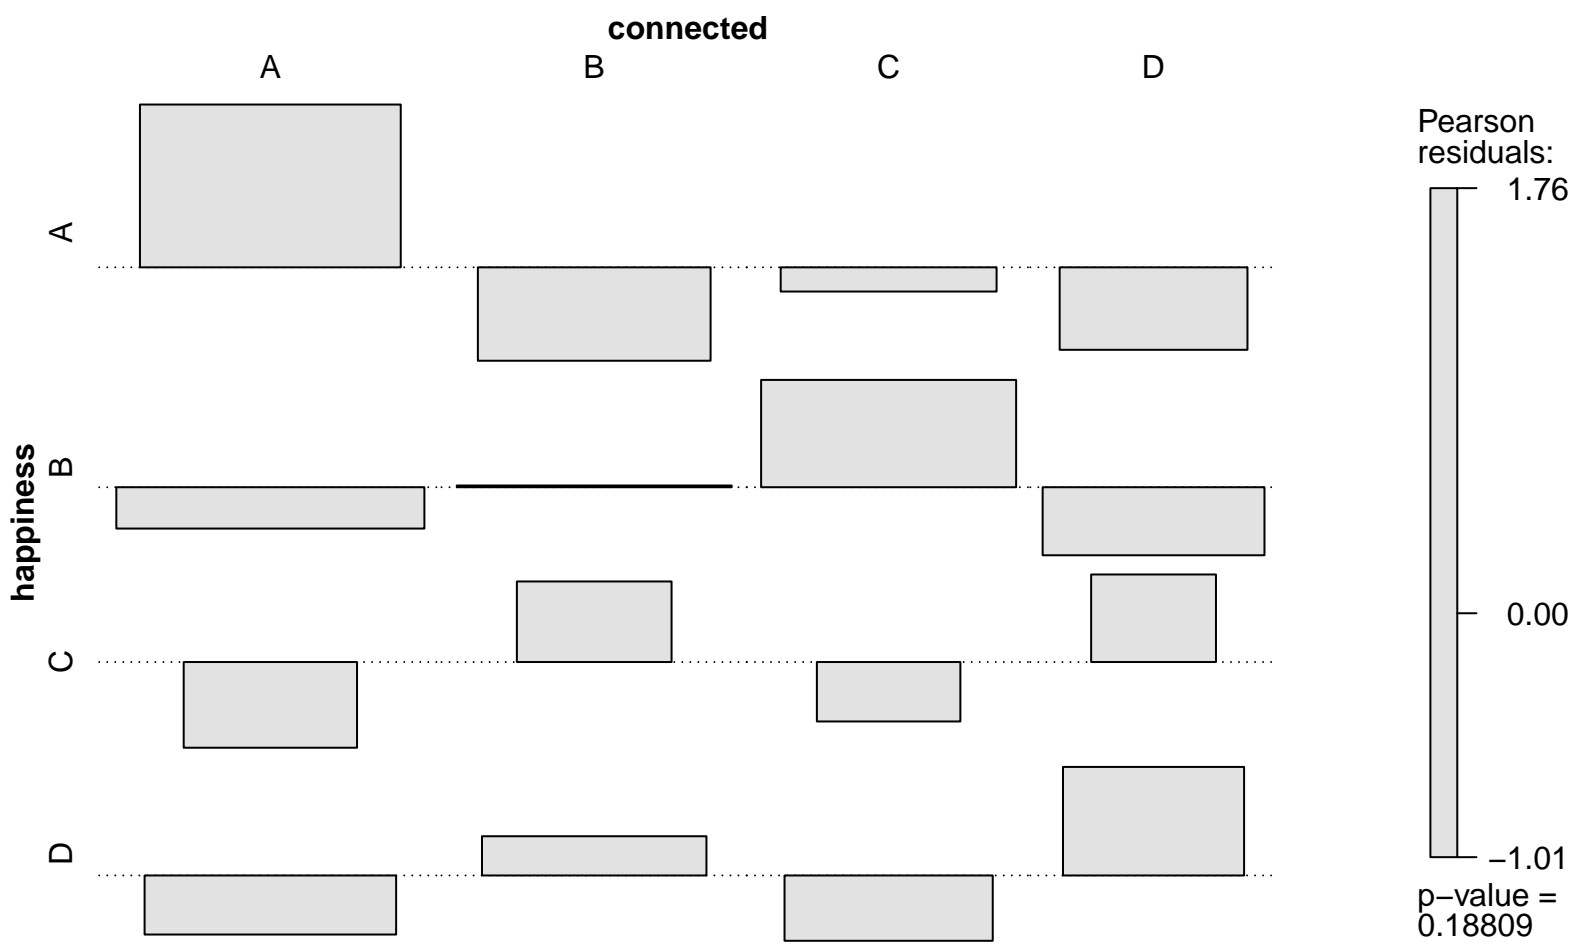 connected
A B C D
happiness
A
B
C
D
Pearson
residuals:
1.76
0.00
−1.01
p−value =
0.18809